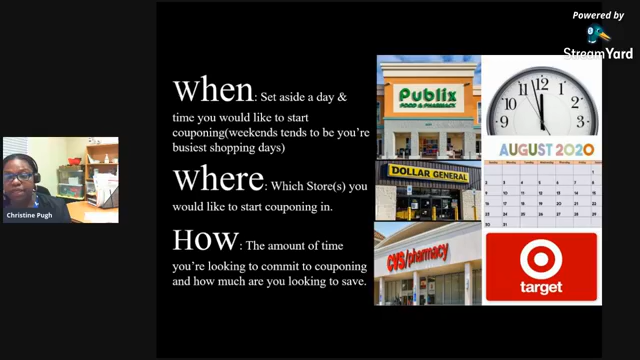 Powered by
StreamYard
When: Set aside a day &
time you would like to start
couponing(weekends tends to be you're
busiest shopping days)
Where: Which Store(s) you
would like to start couponing in.
How: The amount of time
you're looking to commit to couponing
and how much are you looking to save.
Publix
FOOD & PHARMACY
DOLLAR GENERAL
CVS/pharmacy
AUGUST 2020
target
Christine Pugh